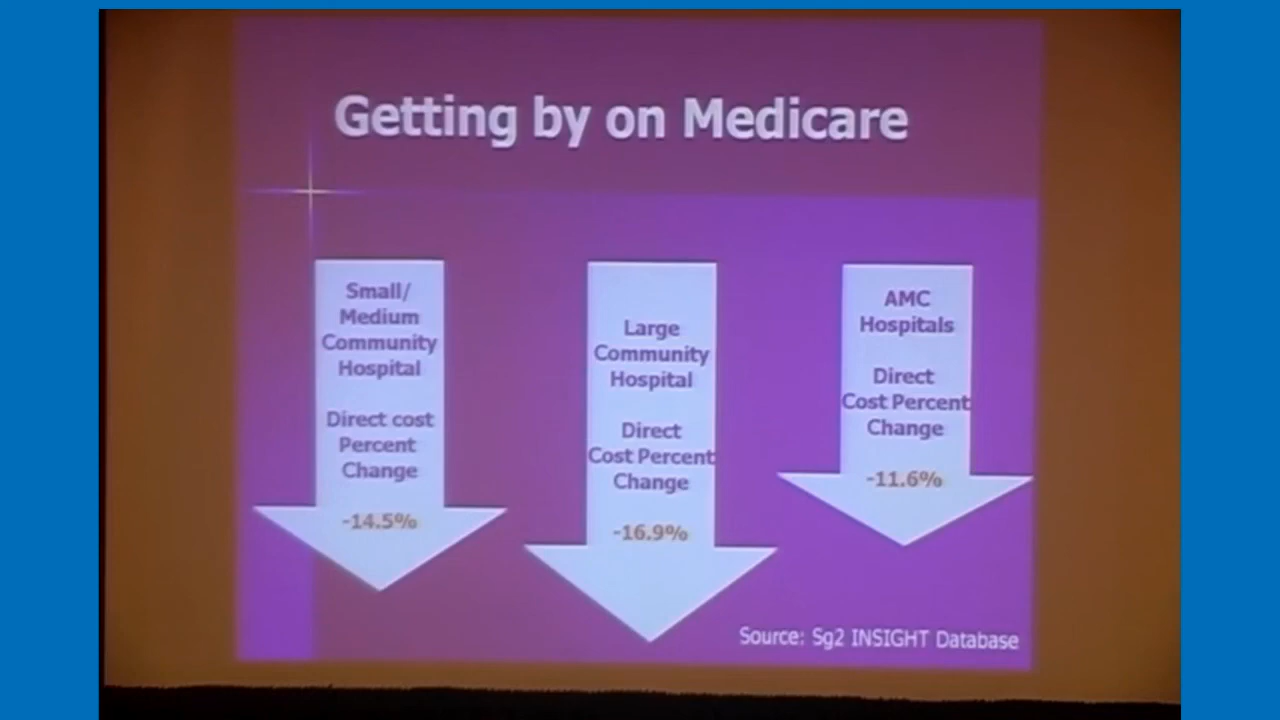 Getting by on Medicare
Small/
Medium
Community
Hospital
Direct cost
Percent
Change
-14.5%
Large
Community
Hospital
Direct
Cost Percent
Change
-16.9%
AMC
Hospitals
Direct
Cost Percent
Change
-11.6%
Source: Sg2 INSIGHT Database